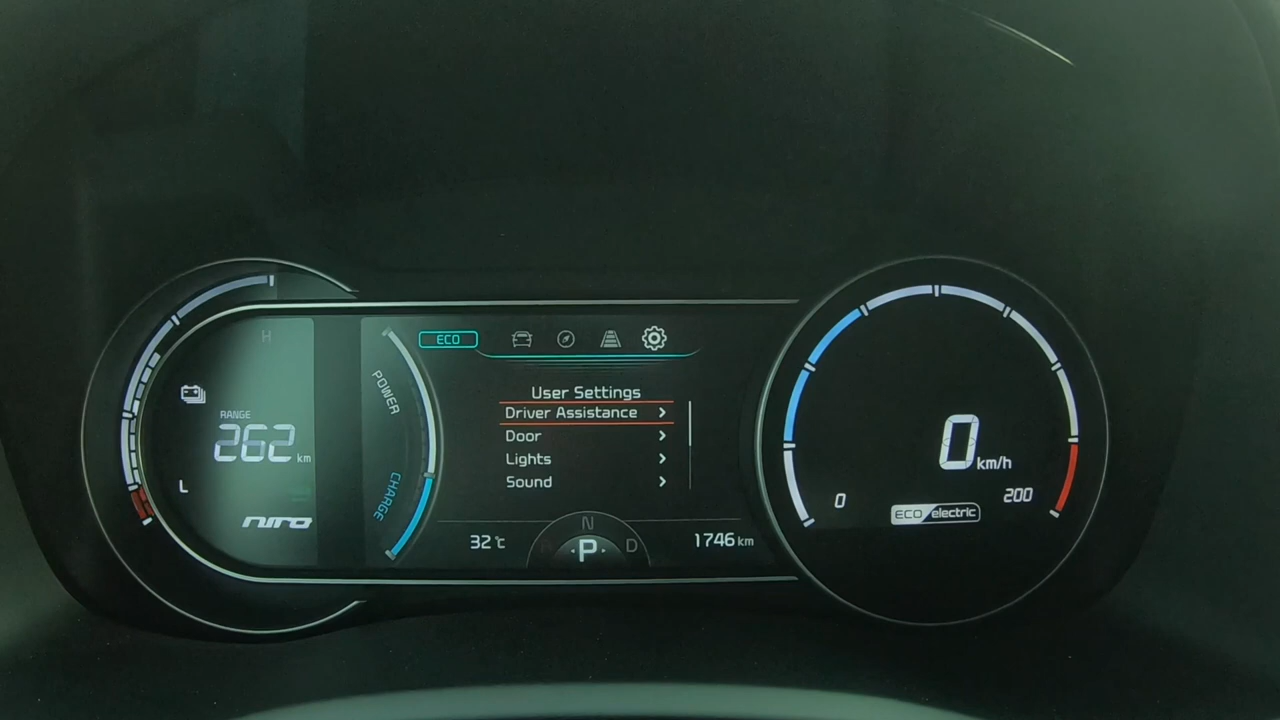 H
RANGE
262 km
L
NIRO
POWER
CHARGE
ECO
User Settings
Driver Assistance
Door
Lights
Sound
32°C
N
P
D
1746 km
0 km/h
0
200
ECO electric